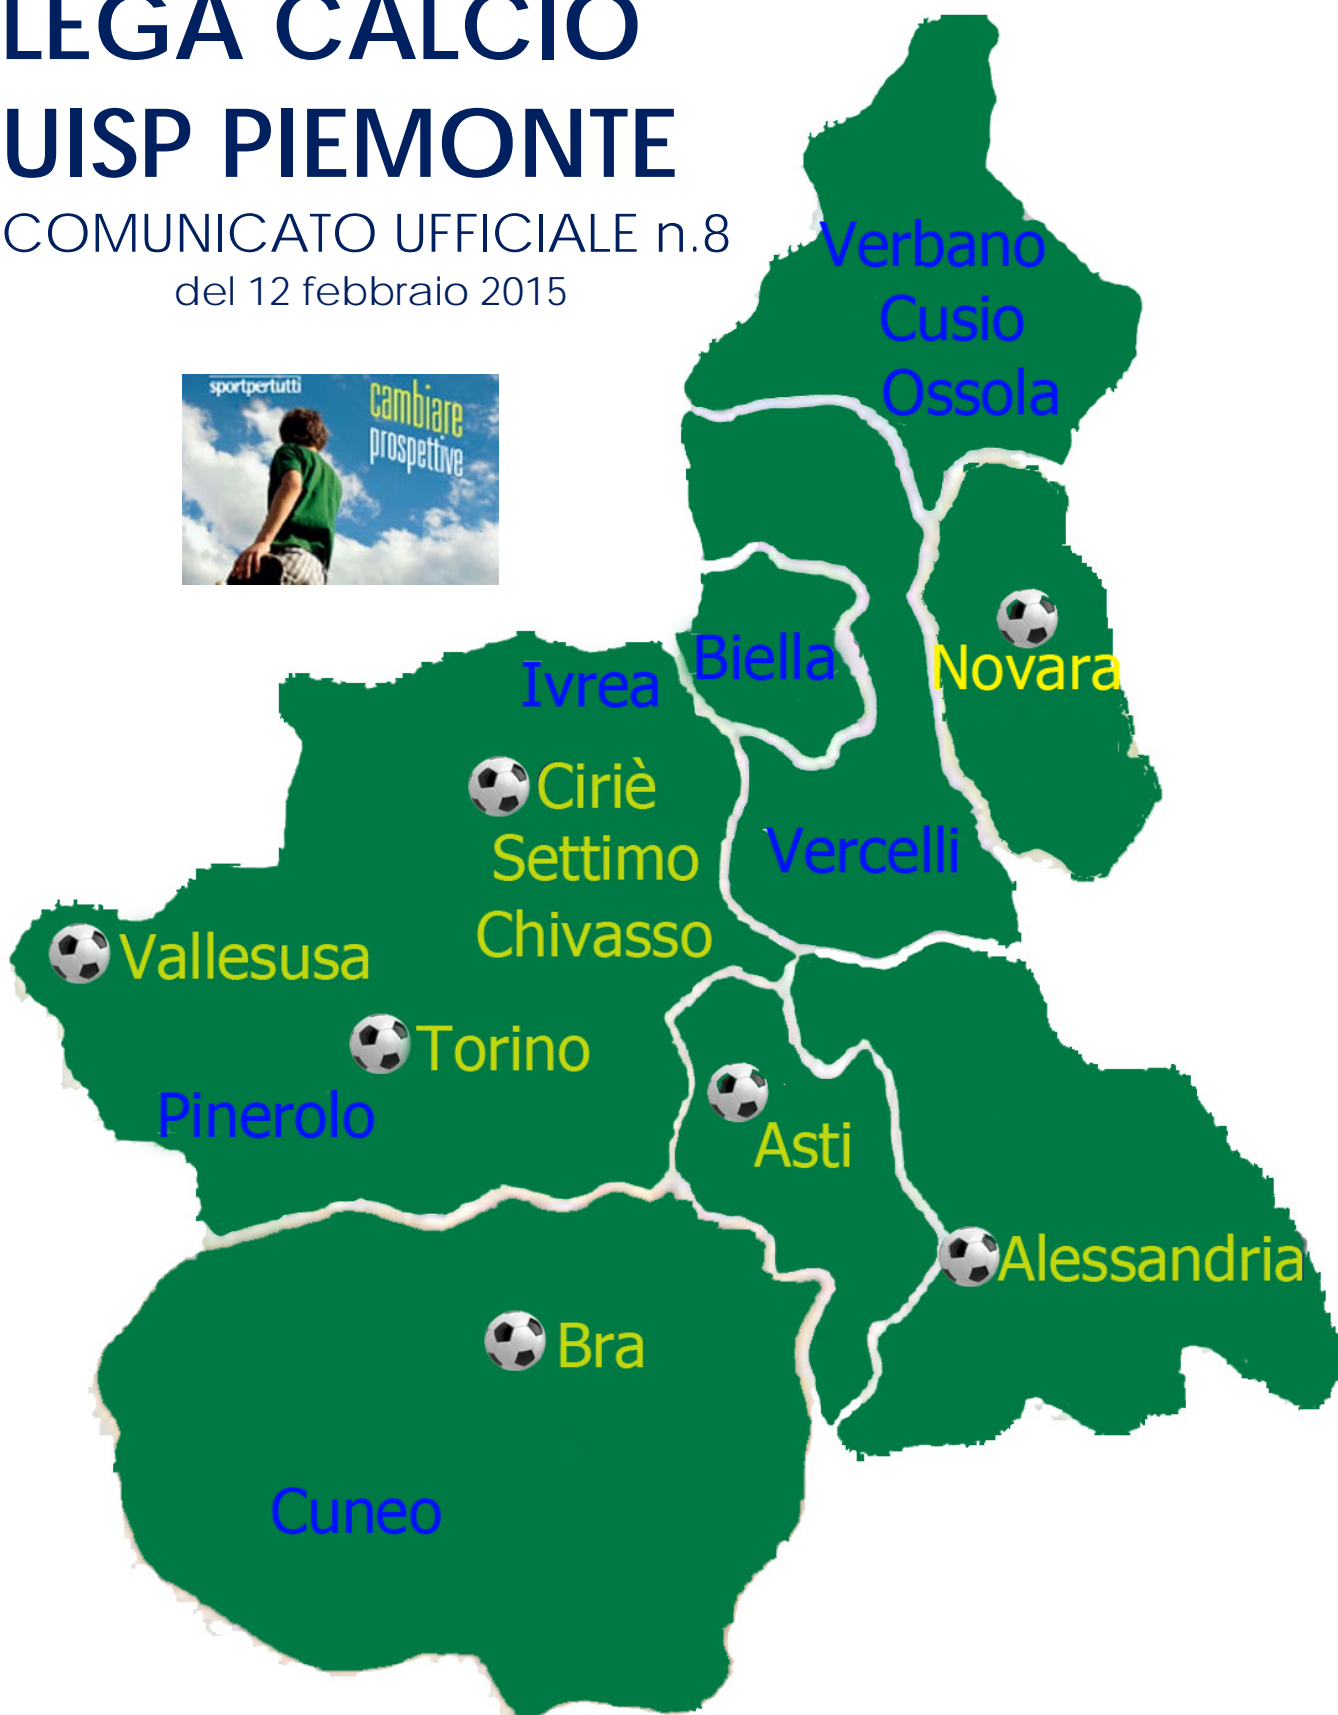 LEGA CALCIO
UISP PIEMONTE
COMUNICATO UFFICIALE n.8
del 12 febbraio 2015
sportpertutti
cambiare
prospettive
Verbano
Cusio
Ossola
Biella
Novara
Ivrea
Ciriè
Settimo
Chivasso
Vercelli
Vallesusa
Torino
Pinerolo
Asti
Alessandria
Bra
Cuneo